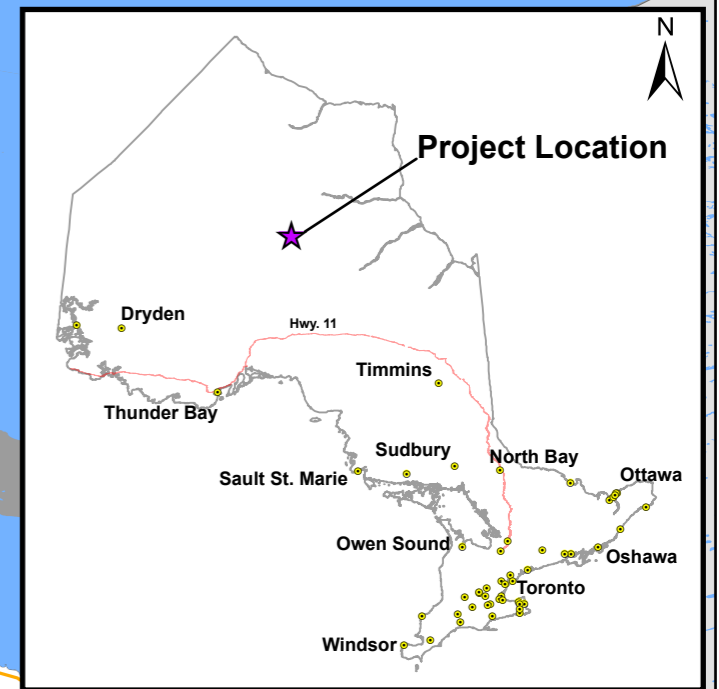 N
Project Location
Dryden
Hwy. 11
Timmins
Thunder Bay
Sudbury
North Bay
Sault St. Marie
Ottawa
Owen Sound
Oshawa
Toronto
Windsor